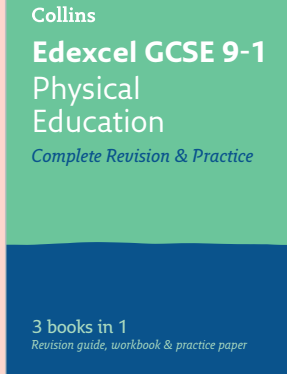 Collins
Edexcel GCSE 9-1
Physical
Education
Complete Revision & Practice
3 books in 1
Revision guide, workbook & practice paper